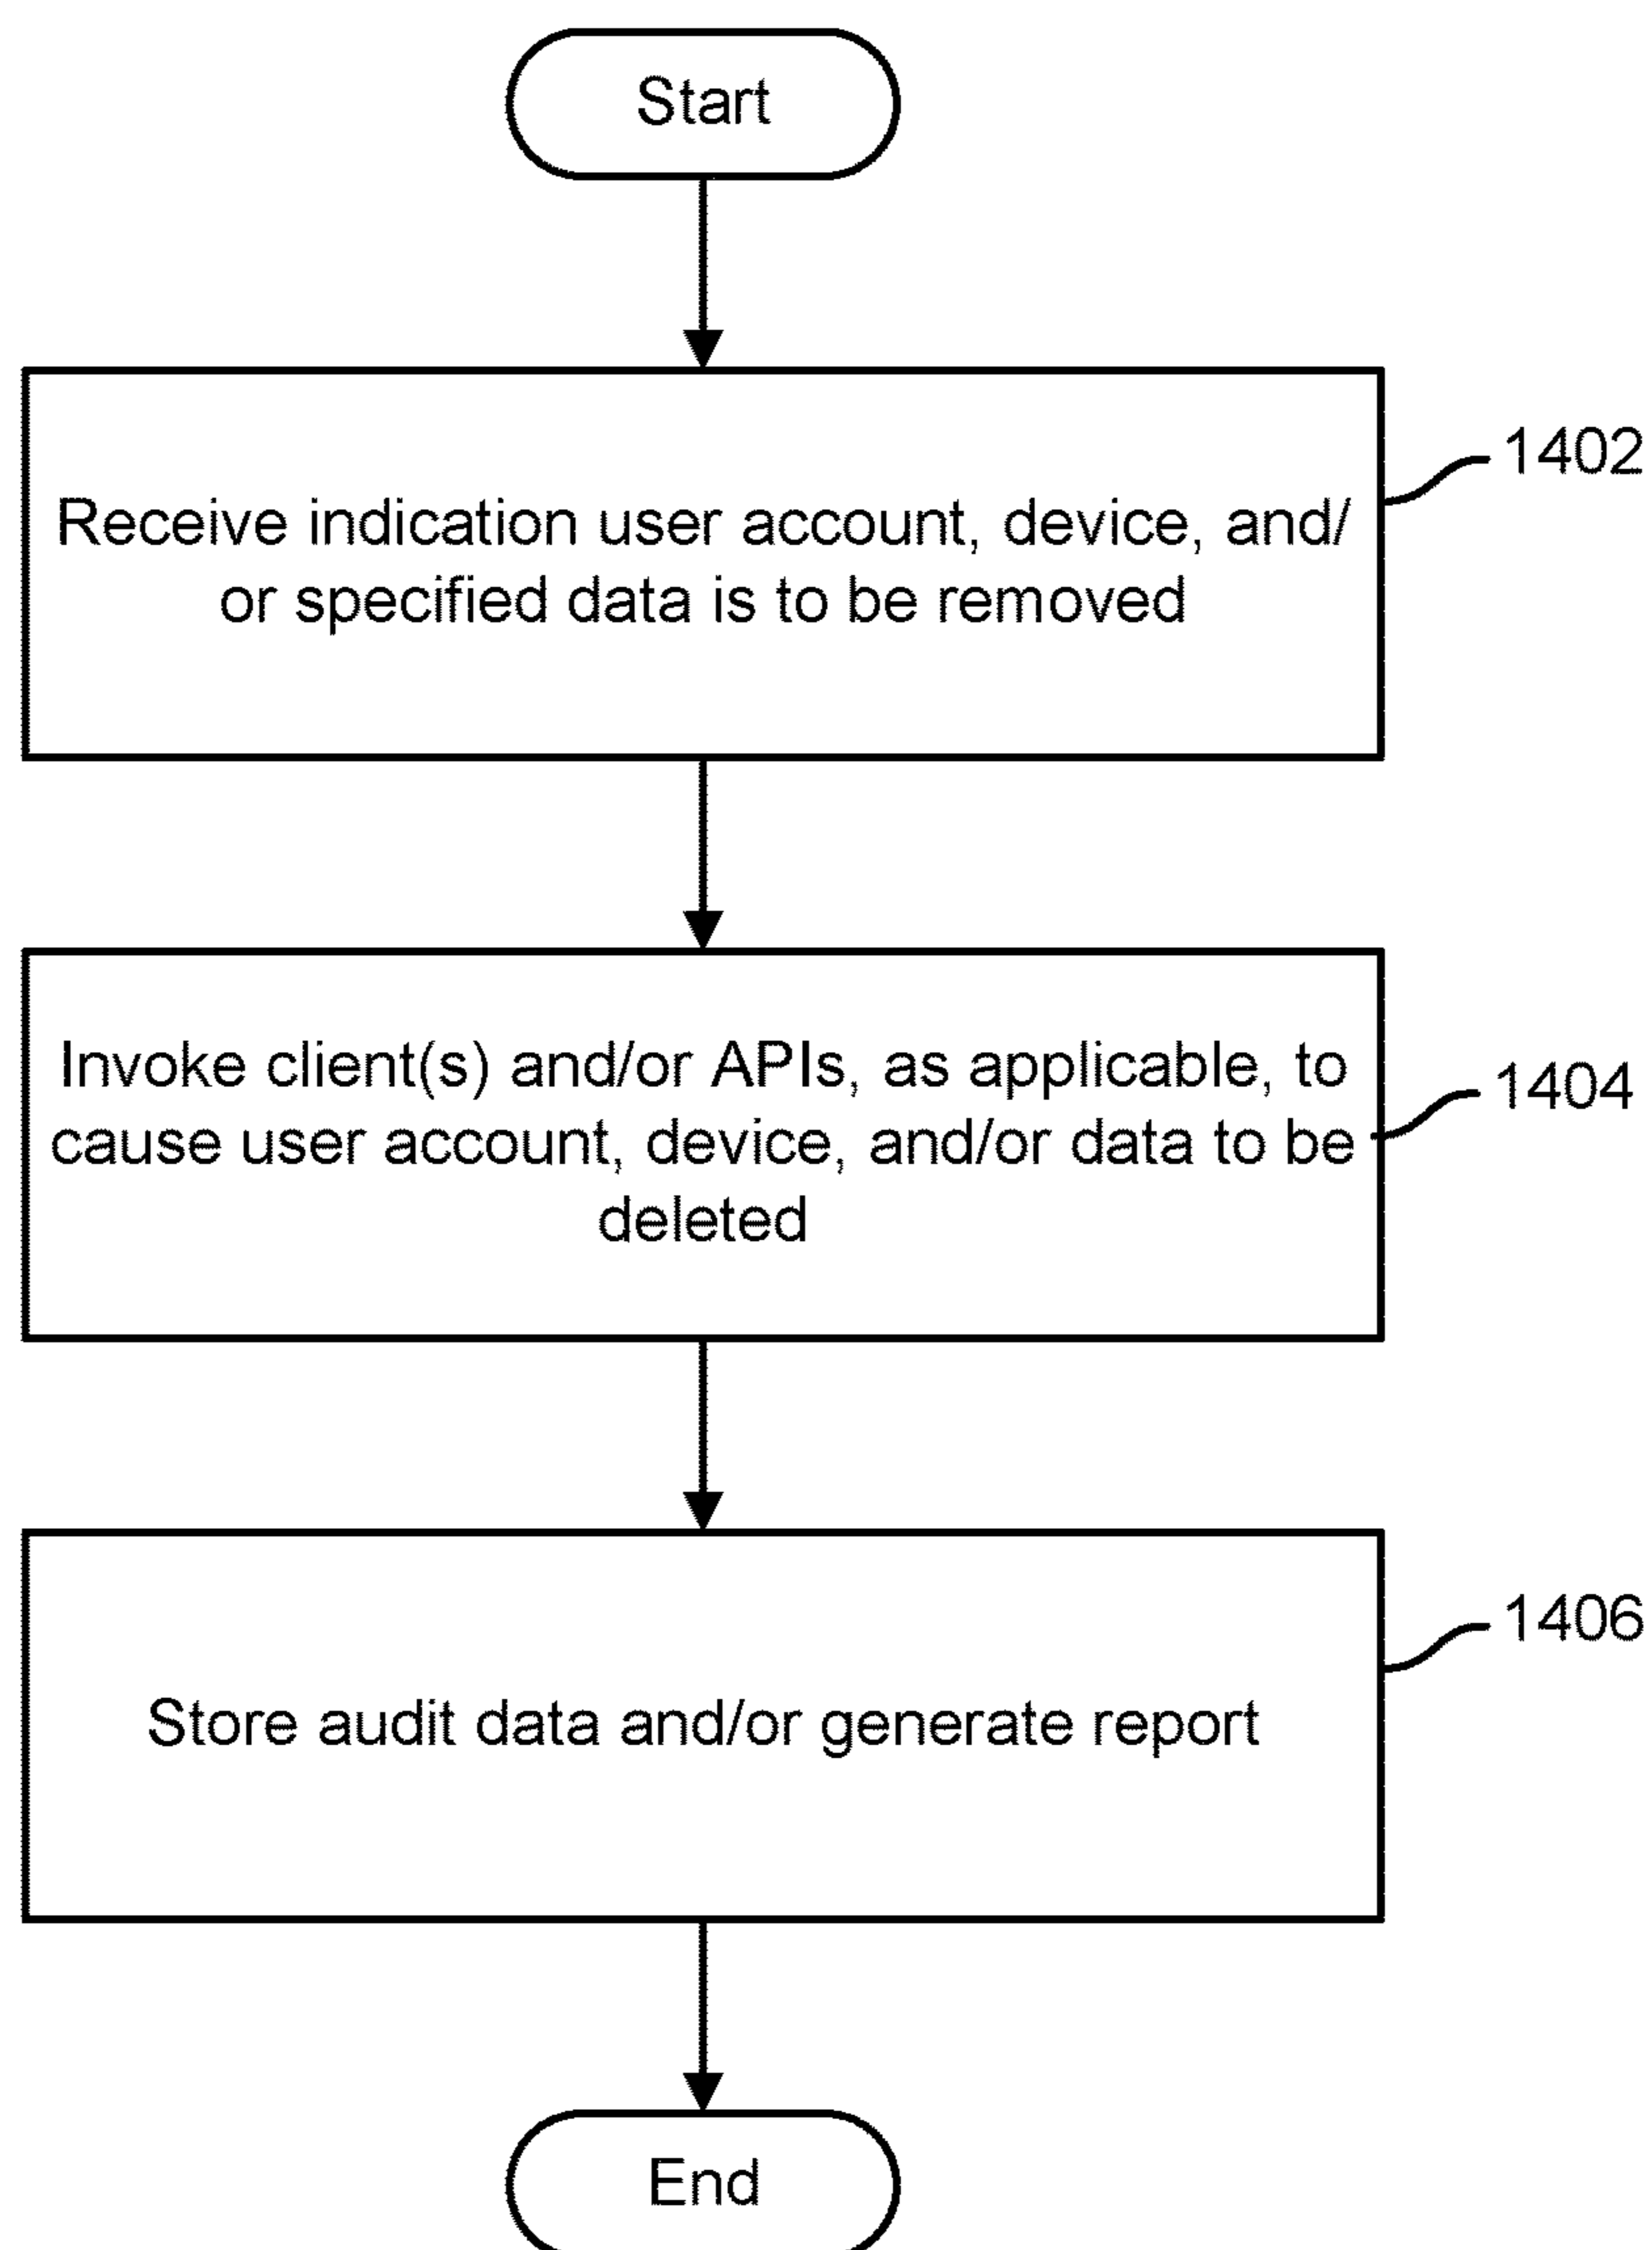 Start
1402
Receive indication user account, device, and/
or specified data is to be removed
1404
Invoke client(s) and/or APIs, as applicable, to
cause user account, device, and/or data to be
deleted
1406
Store audit data and/or generate report
End